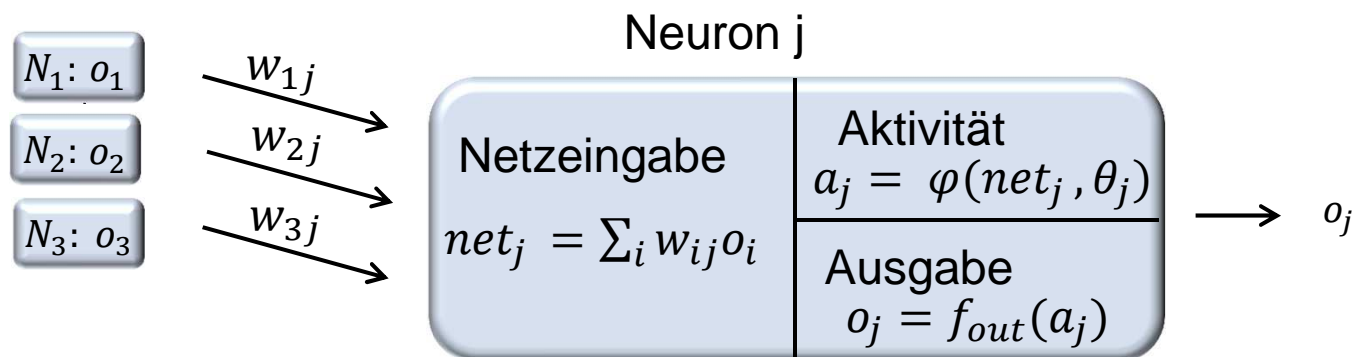 Neuron j
N₁: o₁
N₂: o₂
N₃: o₃
w₁ⱼ
w₂ⱼ
w₃ⱼ
Netzeingabe
netⱼ = ∑ᵢ wᵢⱼoᵢ
Aktivität
aⱼ = φ(netⱼ, θⱼ)
Ausgabe
oⱼ = f_out(aⱼ)
oⱼ